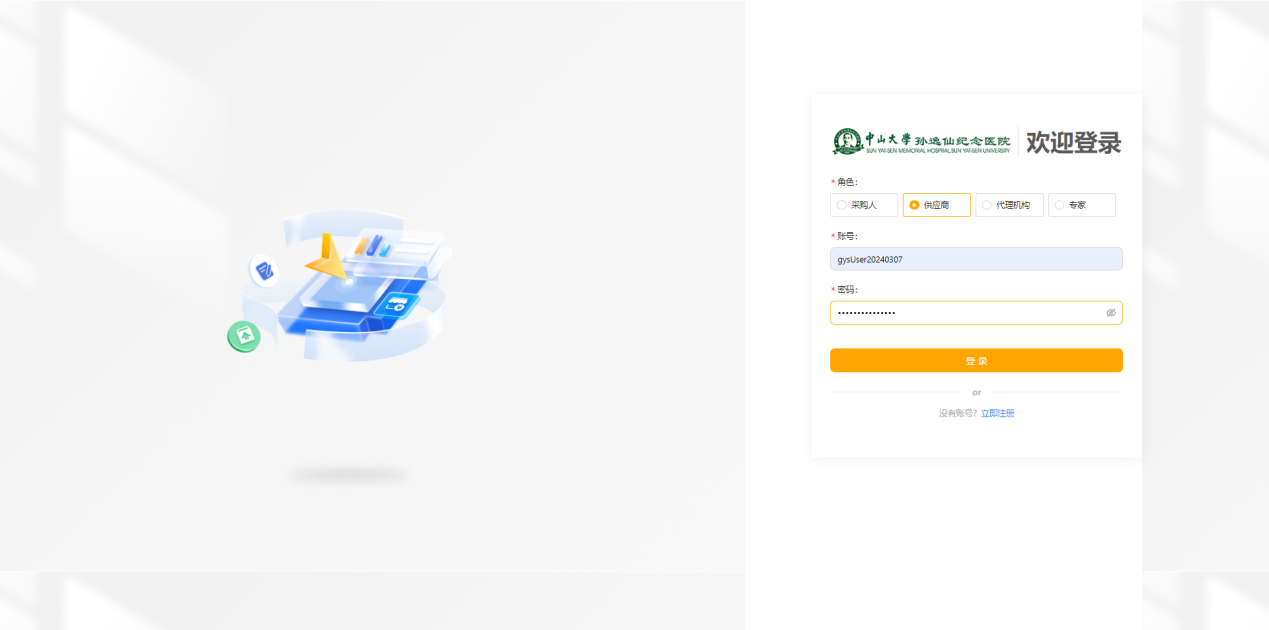 中山大学孙逸仙纪念医院
SUN YAT-SEN MEMORIAL HOSPITAL SUN YAT-SEN UNIVERSITY
欢迎登录
* 角色:
采购人 供应商 代理机构 专家
* 账号:
gysUser20240307
* 密码:
•••••••••••••••
登 录
or
没有账号? 立即注册